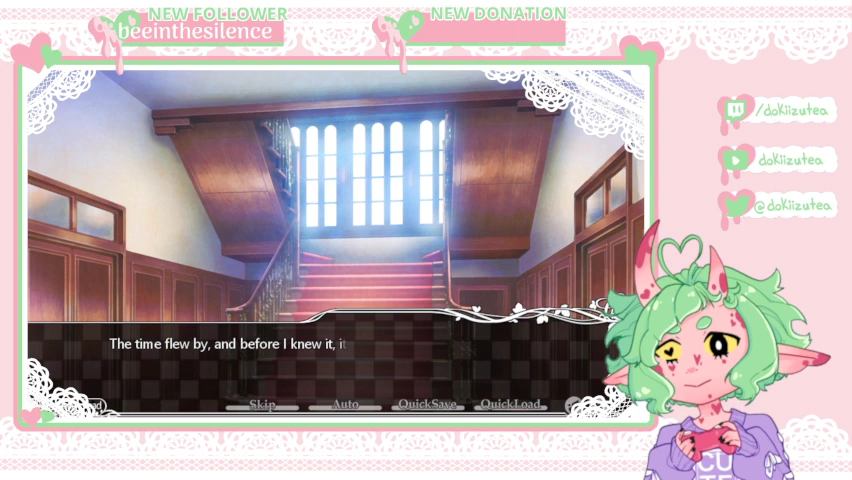 NEW FOLLOWER
beeinthesilence
NEW DONATION
/dokiizutea
dokiizutea
@dokiizutea
The time flew by, and before I knew it, it
Skip
Auto
QuickSave
QuickLoad
CU